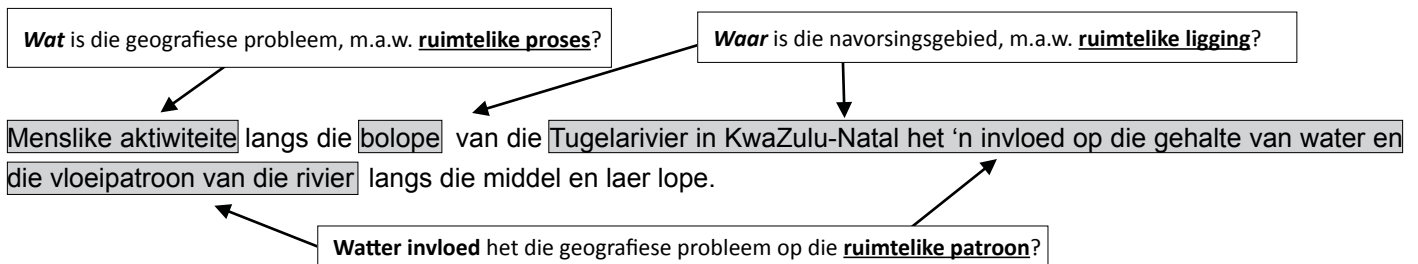 Wat is die geografiese probleem, m.a.w. ruimtelike proses?
Waar is die navorsingsgebied, m.a.w. ruimtelike ligging?
Menslike aktiwiteite langs die bolope van die Tugelarivier in KwaZulu-Natal het ‘n invloed op die gehalte van water en
die vloeipatroon van die rivier langs die middel en laer lope.
Watter invloed het die geografiese probleem op die ruimtelike patroon?